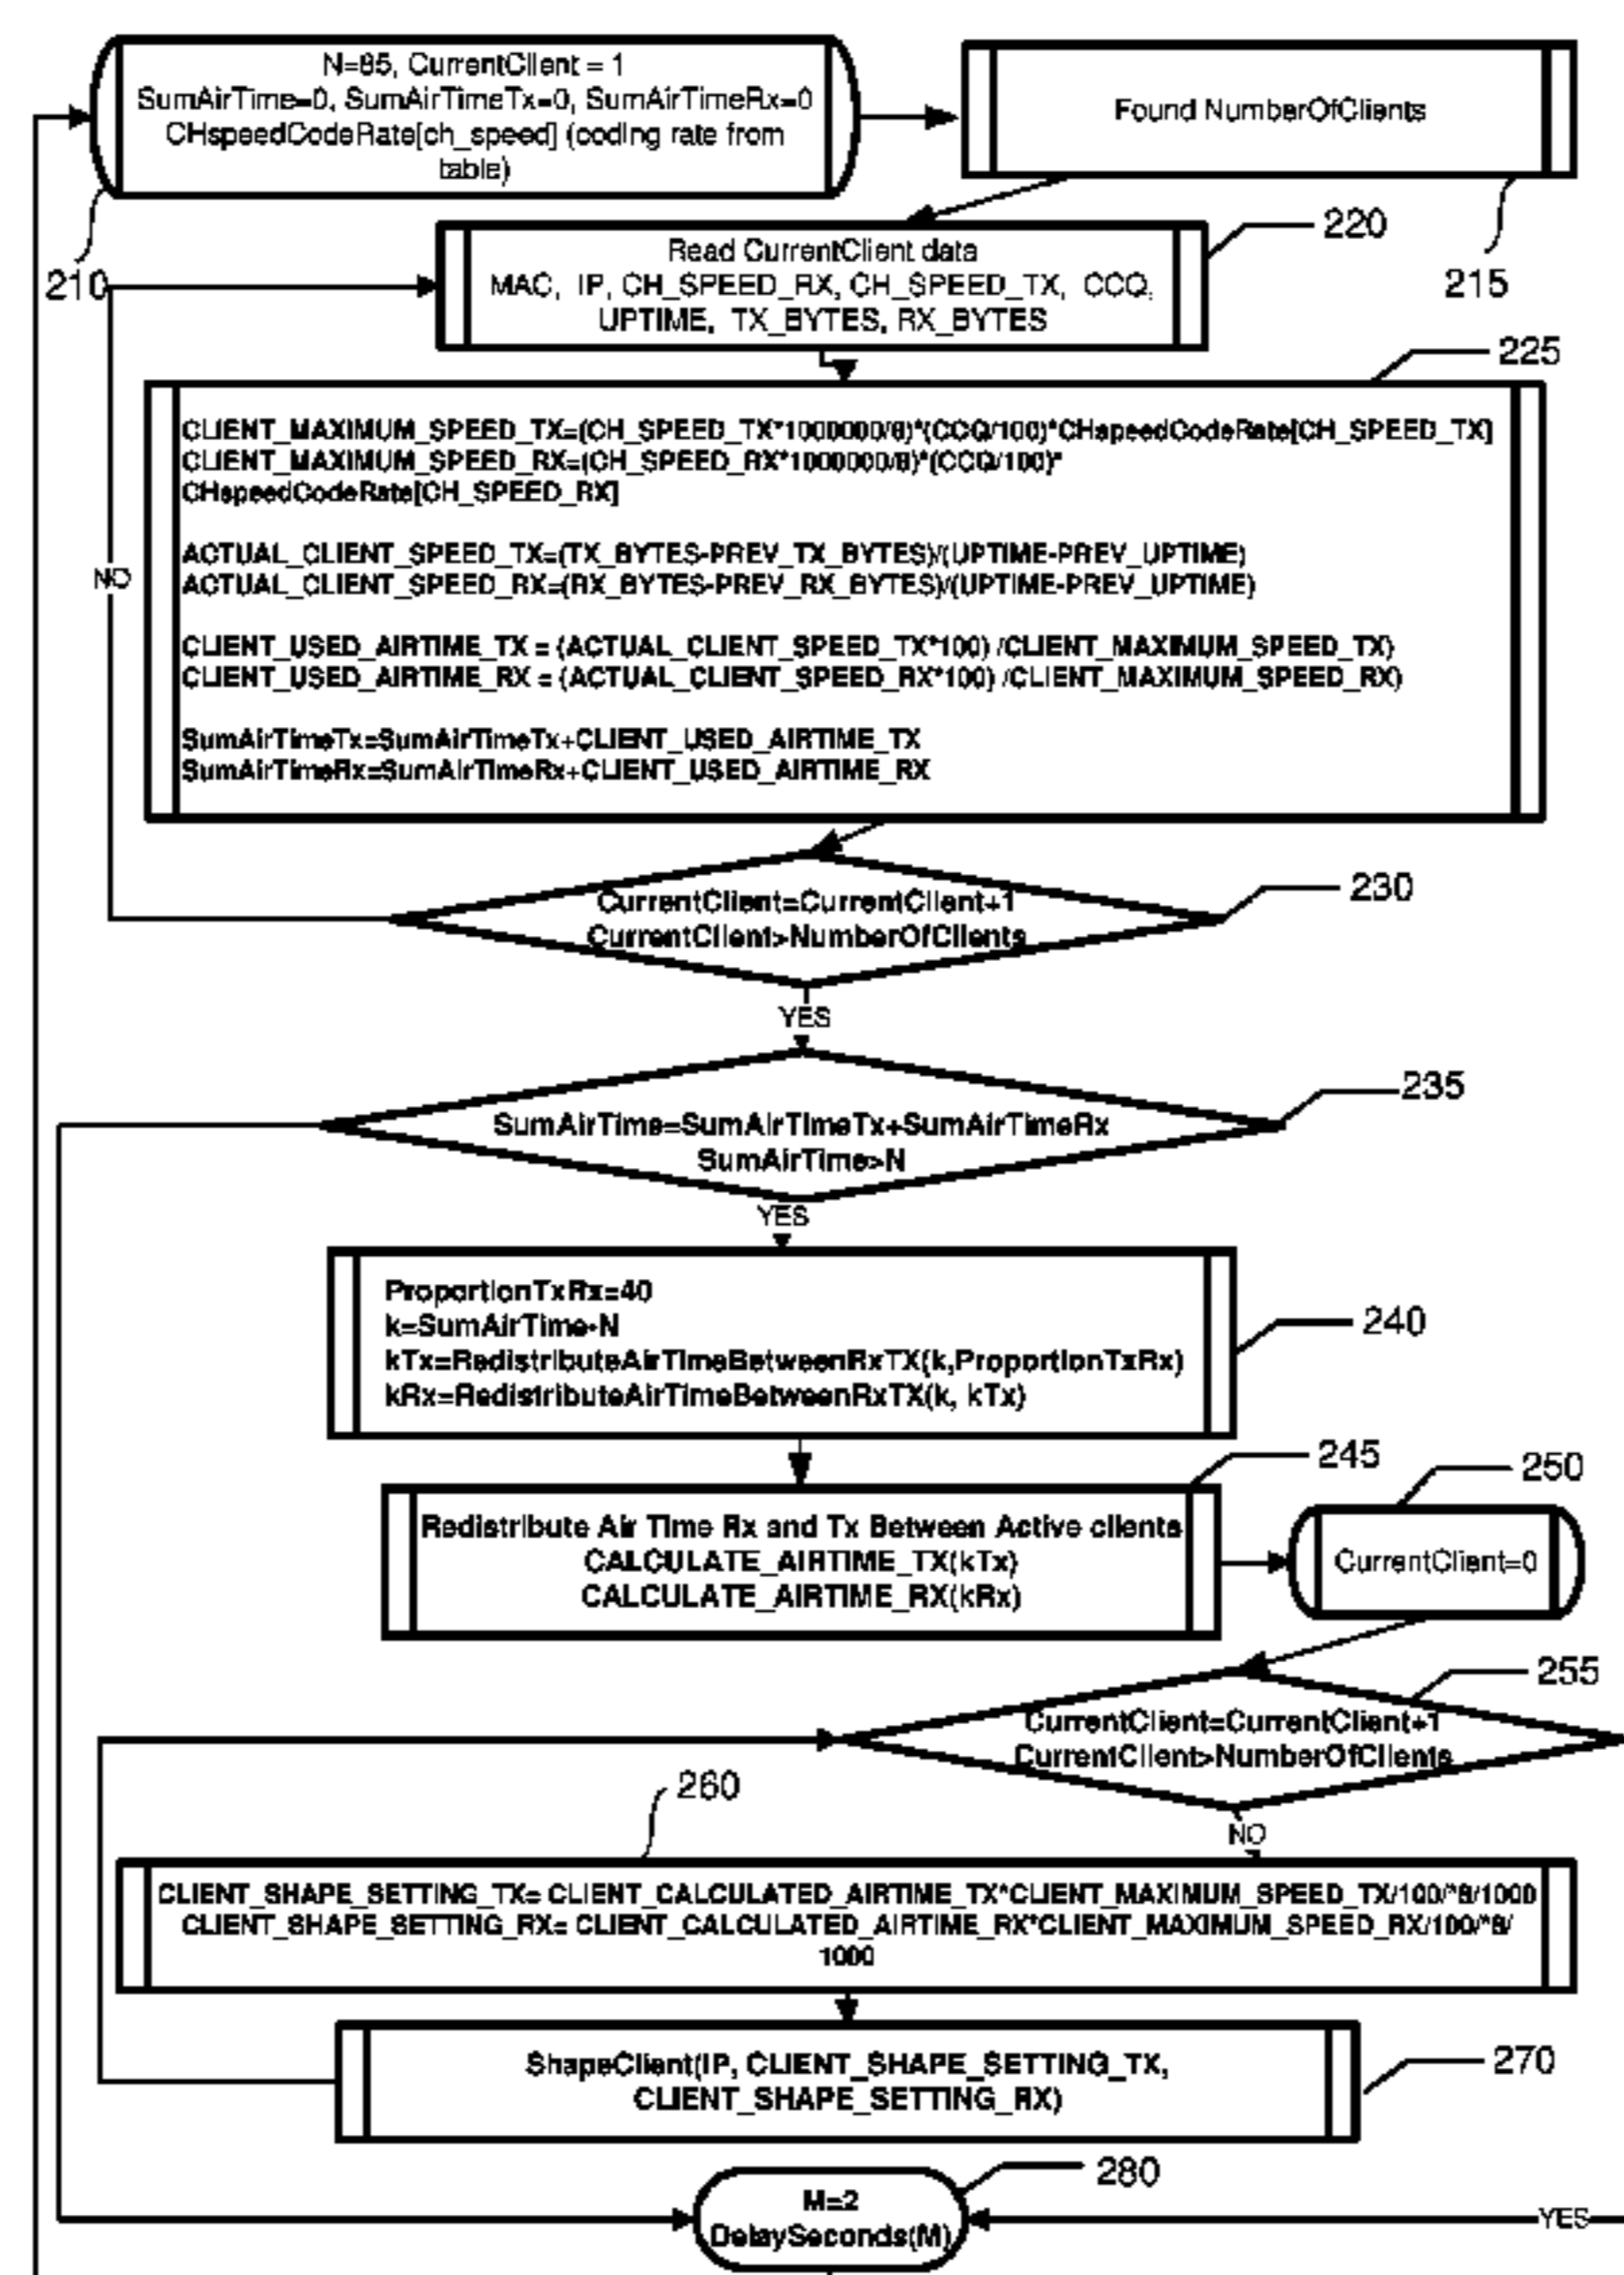 N=85, CurrentClient = 1
SumAirTime=0, SumAirTimeTx=0, SumAirTimeRx=0
CHspeedCodeRate[ch_speed] (coding rate from
table)
Found NumberOfClients
210
215
220
Read CurrentClient data
MAC, IP, CH_SPEED_RX, CH_SPEED_TX, CCQ,
UPTIME, TX_BYTES, RX_BYTES
225
CLIENT_MAXIMUM_SPEED_TX=(CH_SPEED_TX*1000000/8)*(CCQ/100)*CHspeedCodeRate[CH_SPEED_TX]
CLIENT_MAXIMUM_SPEED_RX=(CH_SPEED_RX*1000000/8)*(CCQ/100)*
CHspeedCodeRate[CH_SPEED_RX]
ACTUAL_CLIENT_SPEED_TX=(TX_BYTES-PREV_TX_BYTES)/(UPTIME-PREV_UPTIME)
ACTUAL_CLIENT_SPEED_RX=(RX_BYTES-PREV_RX_BYTES)/(UPTIME-PREV_UPTIME)
CLIENT_USED_AIRTIME_TX = (ACTUAL_CLIENT_SPEED_TX*100) /CLIENT_MAXIMUM_SPEED_TX)
CLIENT_USED_AIRTIME_RX = (ACTUAL_CLIENT_SPEED_RX*100) /CLIENT_MAXIMUM_SPEED_RX)
SumAirTimeTx=SumAirTimeTx+CLIENT_USED_AIRTIME_TX
SumAirTimeRx=SumAirTimeRx+CLIENT_USED_AIRTIME_RX
NO
230
CurrentClient=CurrentClient+1
CurrentClient>NumberOfClients
YES
235
SumAirTime=SumAirTimeTx+SumAirTimeRx
SumAirTime>N
YES
240
ProportionTxRx=40
k=SumAirTime-N
kTx=RedistributeAirTimeBetweenRxTX(k,ProportionTxRx)
kRx=RedistributeAirTimeBetweenRxTX(k, kTx)
245
Redistribute Air Time Rx and Tx Between Active clients
CALCULATE_AIRTIME_TX(kTx)
CALCULATE_AIRTIME_RX(kRx)
250
CurrentClient=0
255
CurrentClient=CurrentClient+1
CurrentClient>NumberOfClients
NO
260
CLIENT_SHAPE_SETTING_TX= CLIENT_CALCULATED_AIRTIME_TX*CLIENT_MAXIMUM_SPEED_TX/100/*8/1000
CLIENT_SHAPE_SETTING_RX= CLIENT_CALCULATED_AIRTIME_RX*CLIENT_MAXIMUM_SPEED_RX/100/*8/
1000
270
ShapeClient(IP, CLIENT_SHAPE_SETTING_TX,
CLIENT_SHAPE_SETTING_RX)
280
M=2
DelaySeconds(M)
YES